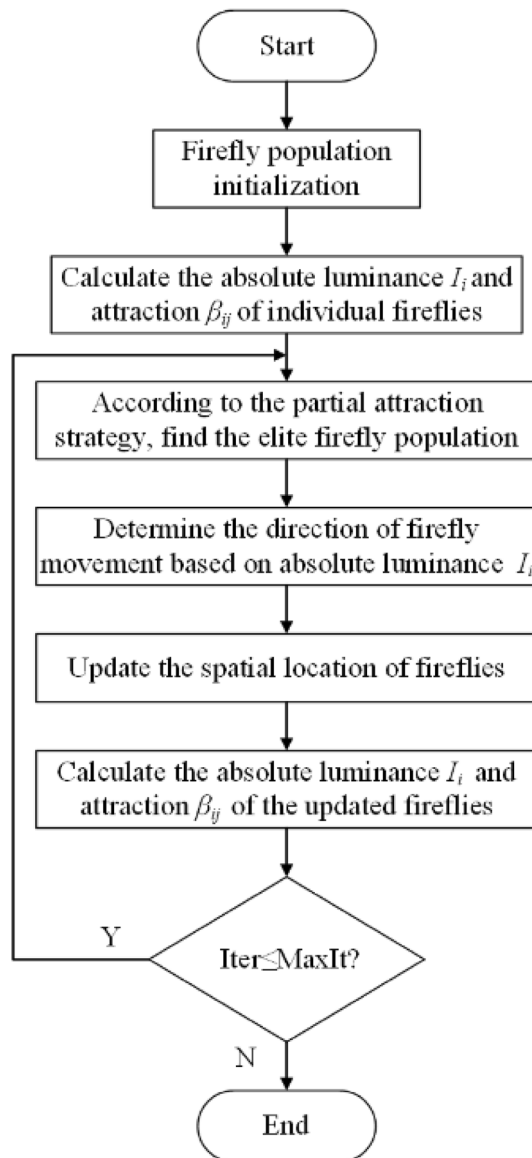 Start
Firefly population
initialization
Calculate the absolute luminance Iᵢ and
attraction βᵢⱼ of individual fireflies
According to the partial attraction
strategy, find the elite firefly population
Determine the direction of firefly
movement based on absolute luminance Iᵢ
Update the spatial location of fireflies
Calculate the absolute luminance Iᵢ and
attraction βᵢⱼ of the updated fireflies
Y
Iter≤MaxIt?
N
End